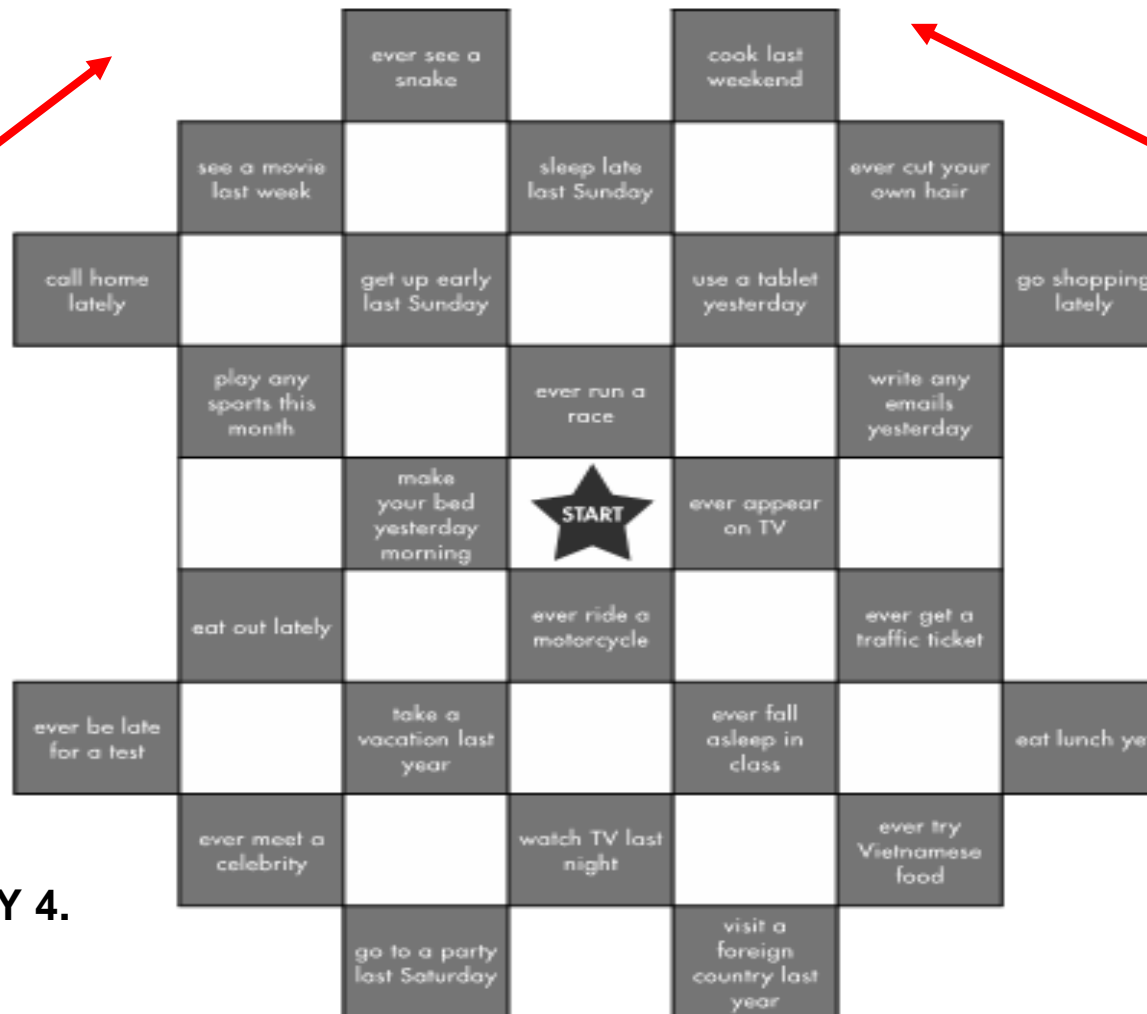 ever see a
snake
cook last
weekend
see a movie
last week
sleep late
last Sunday
ever cut your
own hair
call home
lately
get up early
last Sunday
use a tablet
yesterday
go shopping
lately
play any
sports this
month
ever run a
race
write any
emails
yesterday
make
your bed
yesterday
morning
START
ever appear
on TV
eat out lately
ever ride a
motorcycle
ever get a
traffic ticket
ever be late
for a test
take a
vacation last
year
ever fall
asleep in
class
eat lunch ye
ever meet a
celebrity
watch TV last
night
ever try
Vietnamese
food
Y 4.
go to a party
last Saturday
visit a
foreign
country last
year